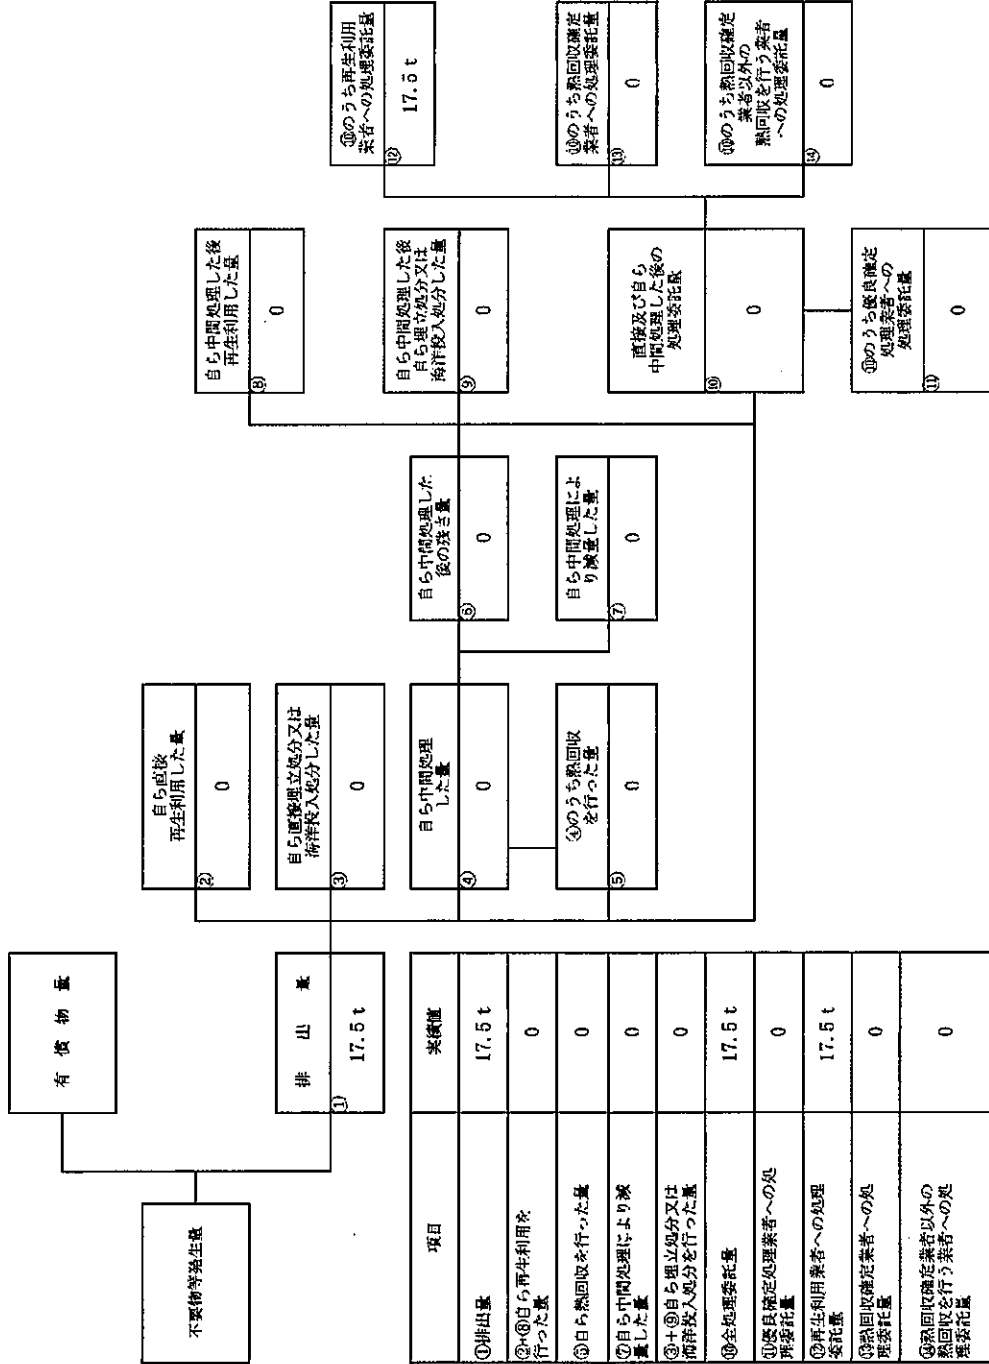 有償物量
不要物等発生量
排出量
①
17.5 t
自ら直接
再生利用した量
②
0
自ら直接埋立処分又は
海洋投入処分した量
③
0
自ら中間処理
した量
④
0
④のうち熱回収
を行った量
⑤
0
自ら中間処理した
後の残さ量
⑥
0
自ら中間処理によ
り減量した量
⑦
0
自ら中間処理した後
再生利用した量
⑧
0
自ら中間処理した後
自ら埋立処分又は
海洋投入処分した量
⑨
0
直接及び自ら
中間処理した後の
処理委託量
⑩
0
⑩のうち優良確定
処理業者への
処理委託量
⑪
0
⑩のうち再生利用
業者への処理委託量
⑫
17.5 t
⑩のうち熱回収確定
業者への処理委託量
⑬
0
⑩のうち熱回収確定
業者以外の
熱回収を行う業者
への処理委託量
⑭
0
項目
実績値
①排出量
17.5 t
②+⑧自ら再生利用を
行った量
0
⑤自ら熱回収を行った量
0
⑦自ら中間処理により減
量した量
0
③+⑨自ら埋立処分又は
海洋投入処分を行った量
0
⑩全処理委託量
17.5 t
⑪優良確定処理業者への処
理委託量
0
⑫再生利用業者への処理
委託量
17.5 t
⑬熱回収確定業者への処
理委託量
0
⑭熱回収確定業者以外の
熱回収を行う業者への処
理委託量
0